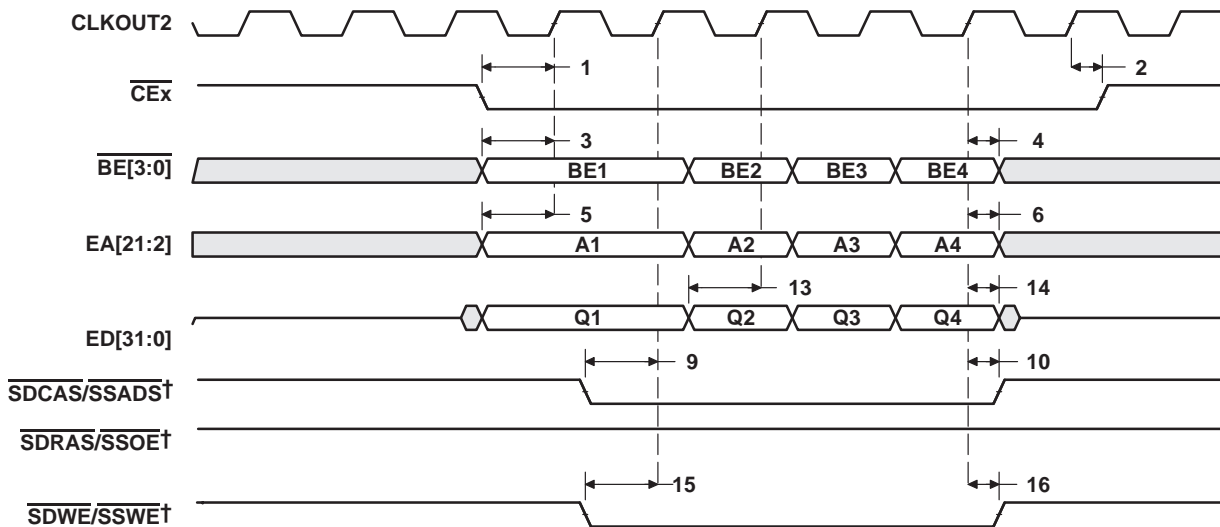 CLKOUT2
1 2
CEx
3 4
BE[3:0] BE1 BE2 BE3 BE4
5 6
EA[21:2] A1 A2 A3 A4
13 14
Q1 Q2 Q3 Q4
ED[31:0]
9 10
SDCAS/SSADS†
SDRAS/SSOE†
15 16
SDWE/SSWE†